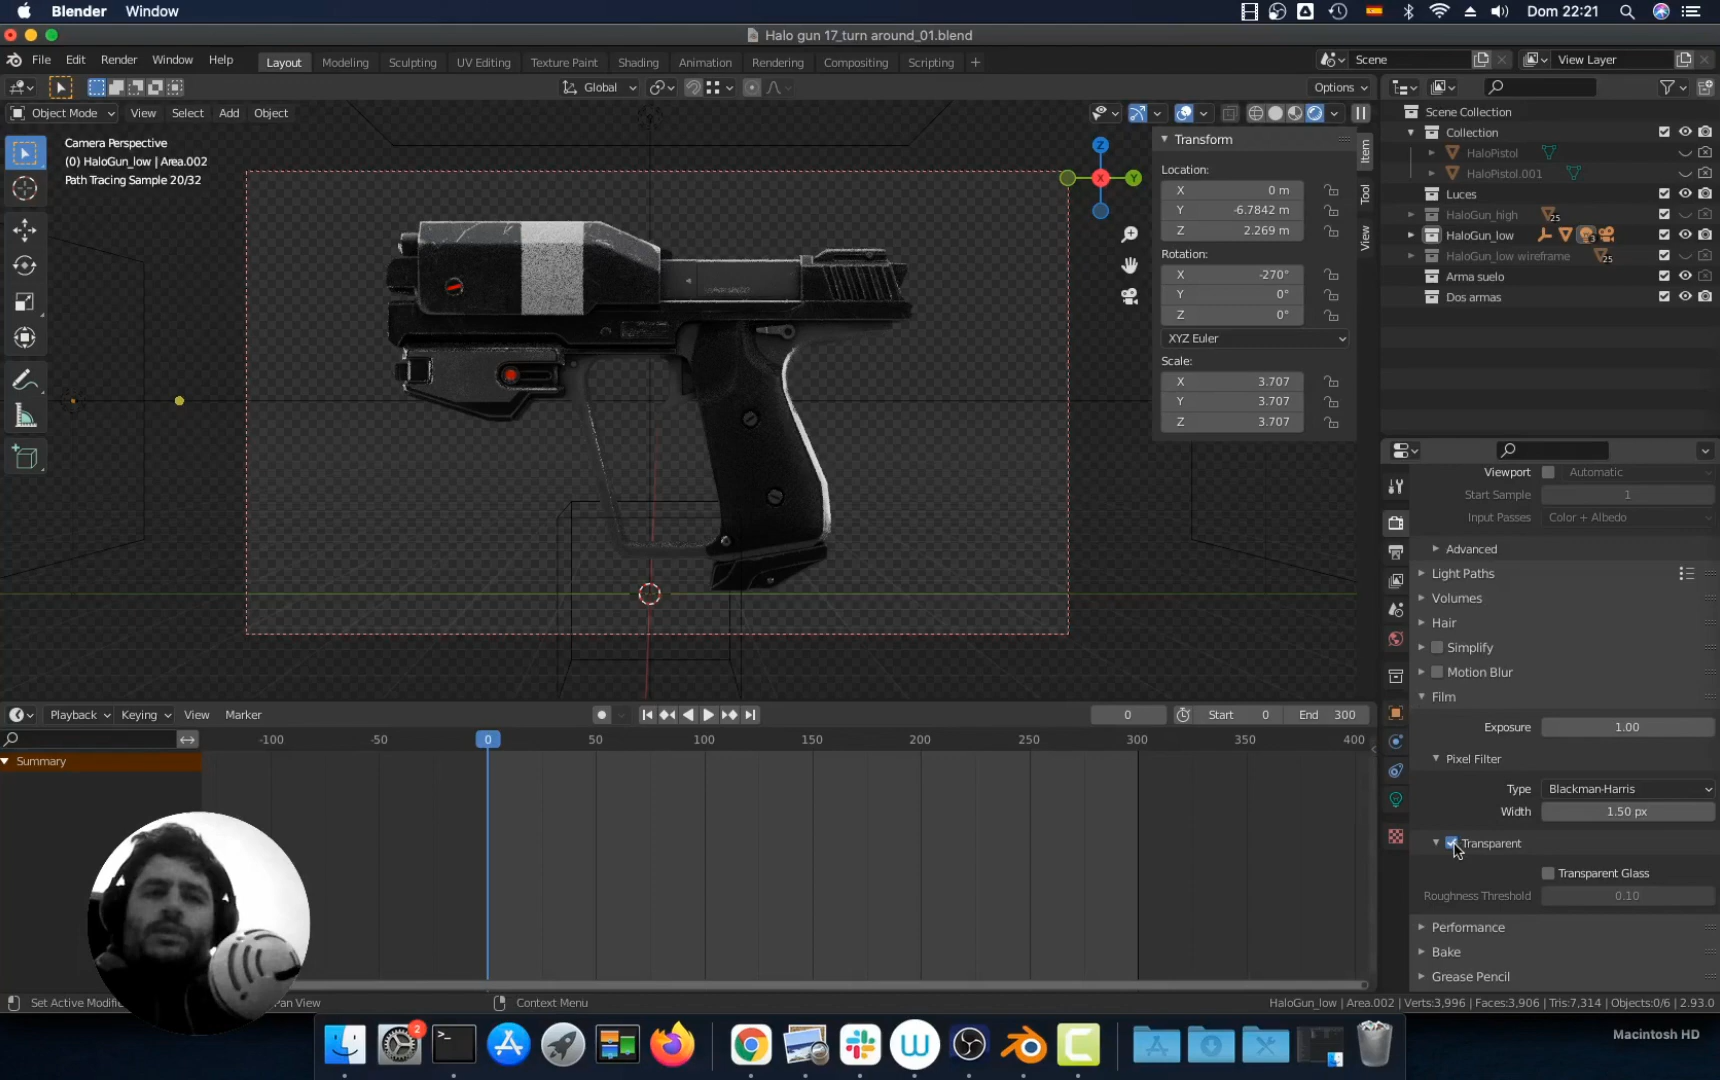 Blender Window
Dom 22:21
Halo gun 17_turn around_01.blend
File Edit Render Window Help
Layout Modeling Sculpting UV Editing Texture Paint Shading Animation Rendering Compositing Scripting +
Scene
View Layer
Global
Options
Object Mode View Select Add Object
Camera Perspective
(0) HaloGun_low | Area.002
Path Tracing Sample 20/32
Z
X
Y
Transform
Location:
X 0 m
Y -6.7842 m
Z 2.269 m
Rotation:
X -270°
Y 0°
Z 0°
XYZ Euler
Scale:
X 3.707
Y 3.707
Z 3.707
Item
Tool
View
Scene Collection
Collection
HaloPistol
HaloPistol.001
Luces
HaloGun_high 25
HaloGun_low 3
HaloGun_low wireframe 25
Arma suelo
Dos armas
Viewport Automatic
Start Sample 1
Input Passes Color + Albedo
Advanced
Light Paths
Volumes
Hair
Simplify
Motion Blur
Film
Exposure 1.00
Pixel Filter
Type Blackman-Harris
Width 1.50 px
Transparent
Transparent Glass
Roughness Threshold 0.10
Performance
Bake
Grease Pencil
Playback Keying View Marker
0
Start 0
End 300
-100 -50 0 50 100 150 200 250 300 350 400
Summary
Set Active Modifi
Pan View
Context Menu
HaloGun_low | Area.002 | Verts:3,996 | Faces:3,906 | Tris:7,314 | Objects:0/6 | 2.93.0
2
Macintosh HD